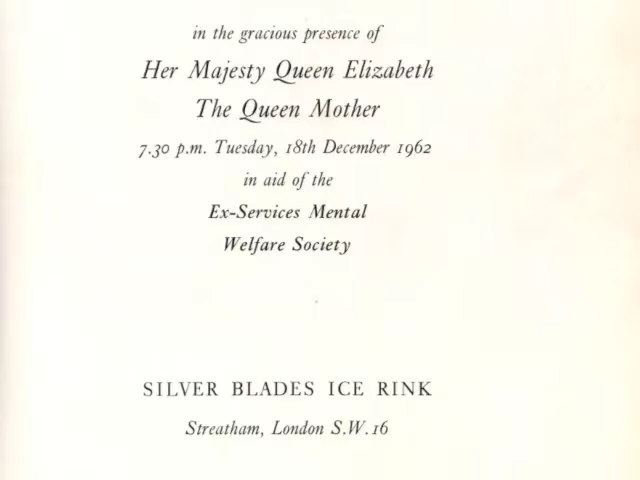 in the gracious presence of
Her Majesty Queen Elizabeth
The Queen Mother
7.30 p.m. Tuesday, 18th December 1962
in aid of the
Ex-Services Mental
Welfare Society
SILVER BLADES ICE RINK
Streatham, London S.W.16